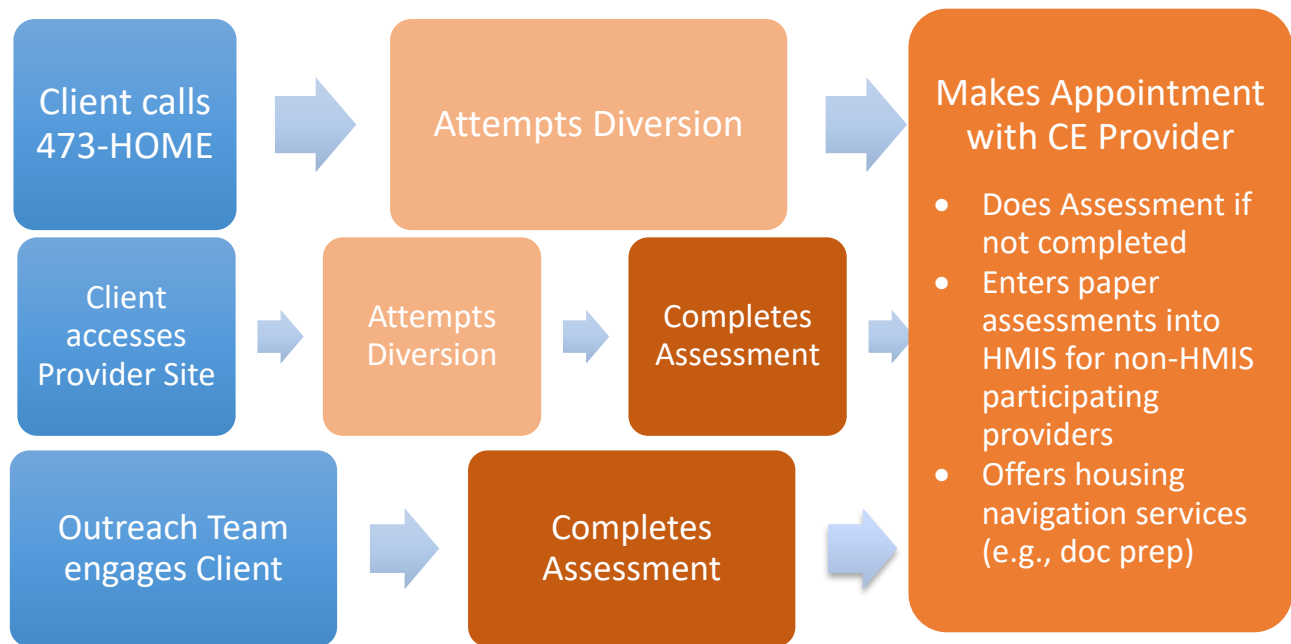 Client calls
473-HOME
Attempts Diversion
Makes Appointment
with CE Provider
• Does Assessment if
not completed
• Enters paper
assessments into
HMIS for non-HMIS
participating
providers
• Offers housing
navigation services
(e.g., doc prep)
Client
accesses
Provider Site
Attempts
Diversion
Completes
Assessment
Outreach Team
engages Client
Completes
Assessment